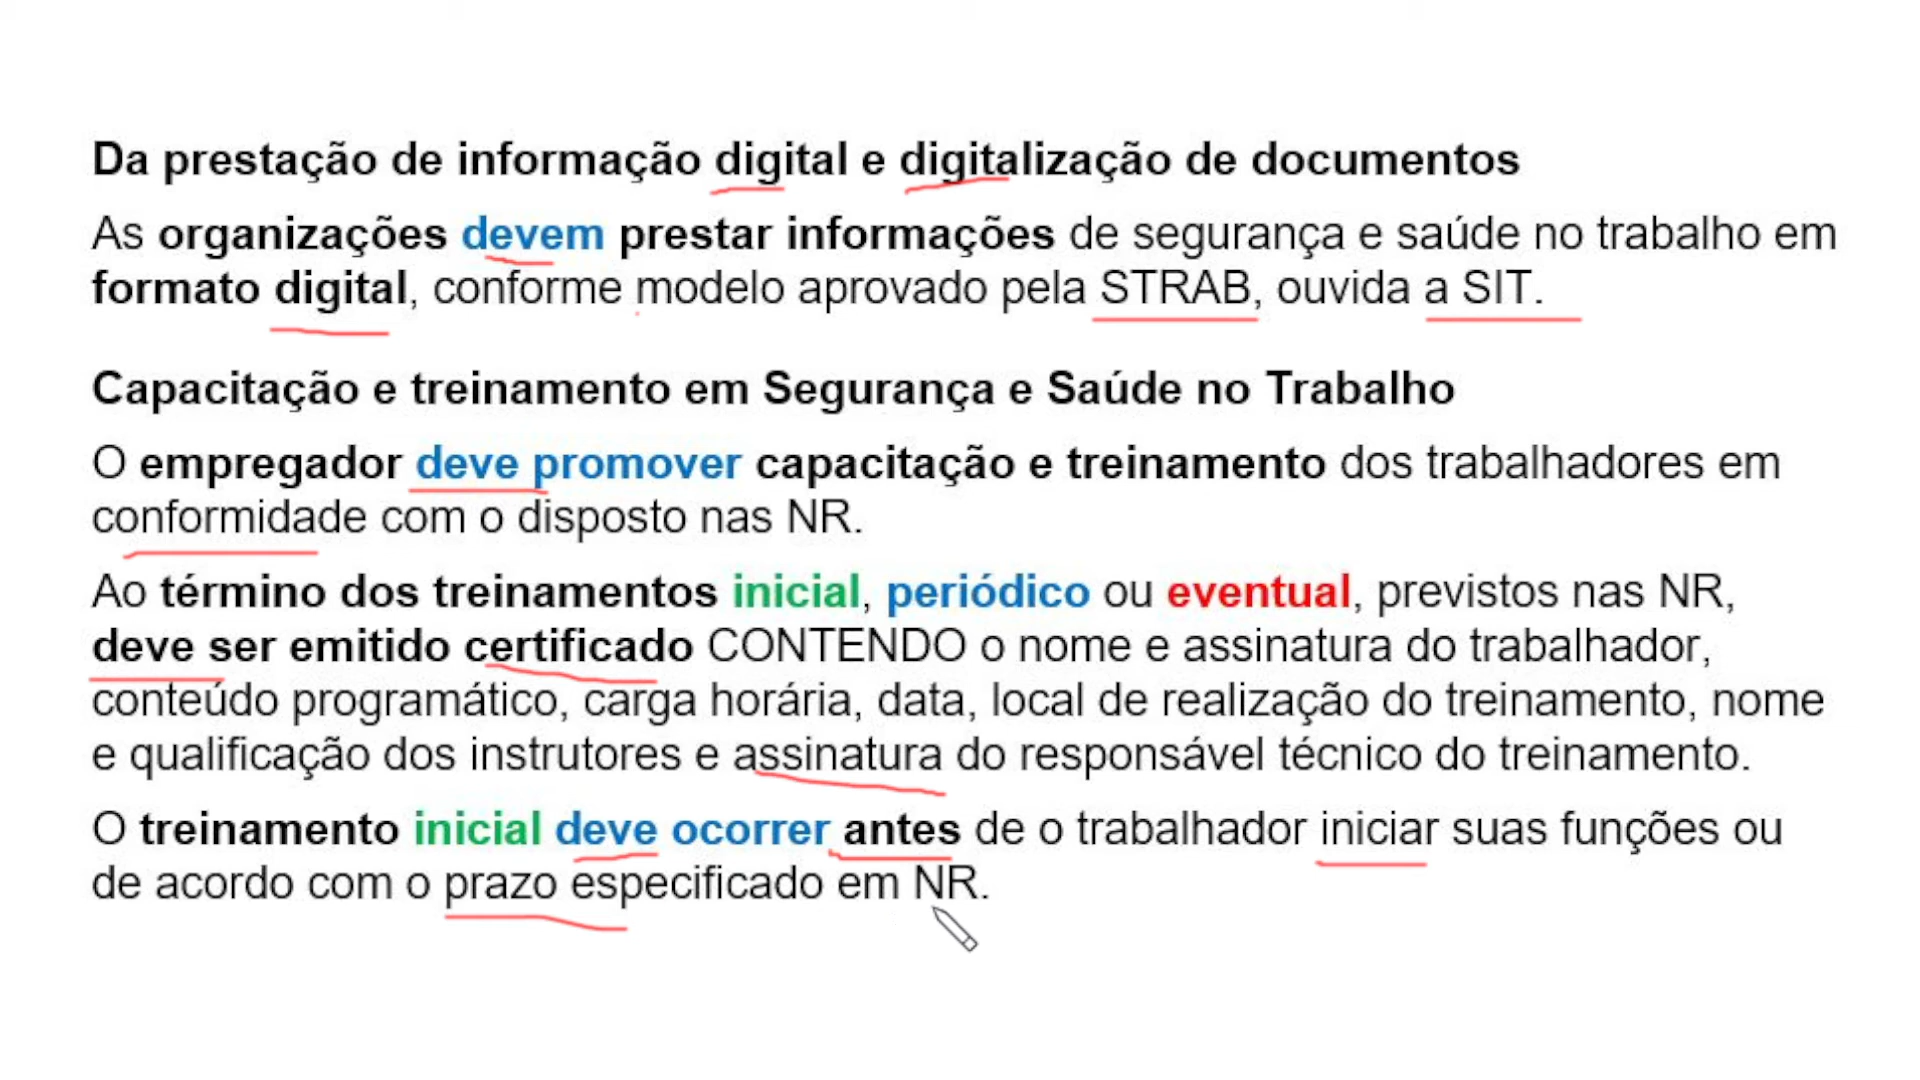 Da prestação de informação digital e digitalização de documentos
As organizações devem prestar informações de segurança e saúde no trabalho em
formato digital, conforme modelo aprovado pela STRAB, ouvida a SIT.
Capacitação e treinamento em Segurança e Saúde no Trabalho
O empregador deve promover capacitação e treinamento dos trabalhadores em
conformidade com o disposto nas NR.
Ao término dos treinamentos inicial, periódico ou eventual, previstos nas NR,
deve ser emitido certificado CONTENDO o nome e assinatura do trabalhador,
conteúdo programático, carga horária, data, local de realização do treinamento, nome
e qualificação dos instrutores e assinatura do responsável técnico do treinamento.
O treinamento inicial deve ocorrer antes de o trabalhador iniciar suas funções ou
de acordo com o prazo especificado em NR.